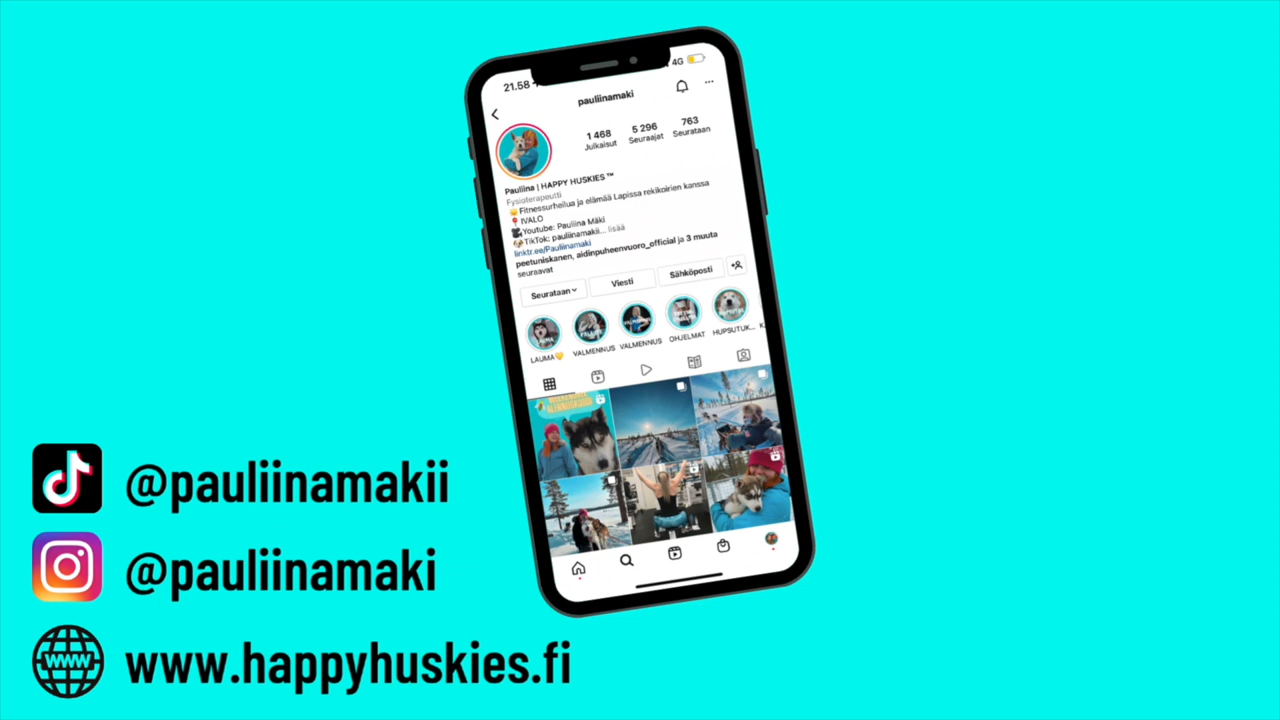 21.58
4G
pauliinamaki
1 468
Julkaisut
5 296
Seuraajat
763
Seurataan
Pauliina | HAPPY HUSKIES ™
Fysioterapeutti
Fitnessurheilua ja elämää Lapissa rekikoirien kanssa
IVALO
Youtube: Pauliina Mäki
TikTok: pauliinamakii... lisää
linktr.ee/Pauliinamaki
peetuniskanen, aidinpuheenvuoro_official ja 3 muuta
seuraavat
Seurataan
Viesti
Sähköposti
LAUMA
VALMENNUS
VALMENNUS
OHJELMAT
HUPSUTUK...
K
@pauliinamakii
@pauliinamaki
WWW
www.happyhuskies.fi